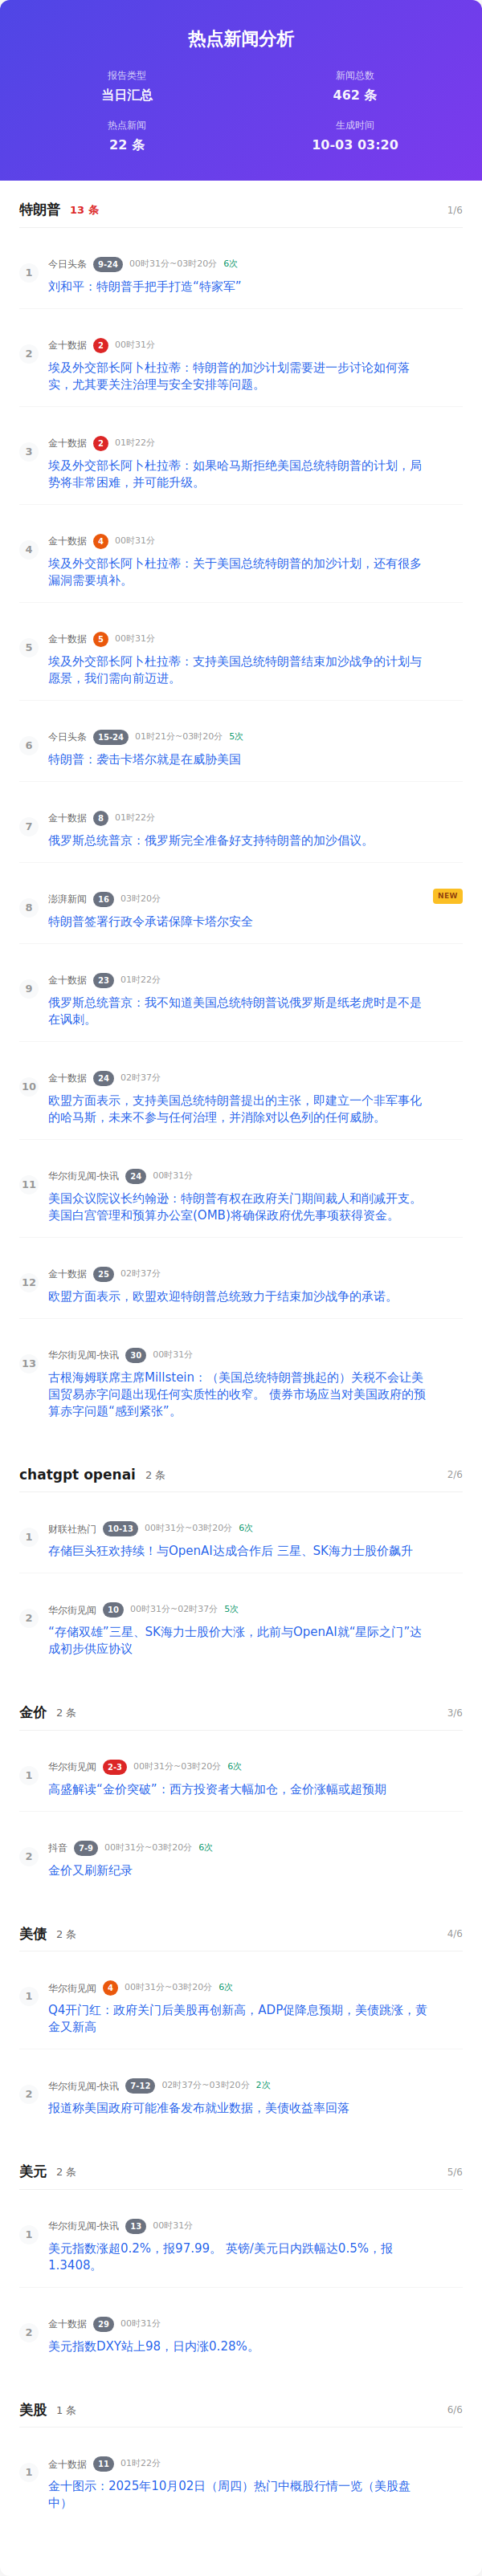 热点新闻分析
报告类型
新闻总数
当日汇总
462 条
热点新闻
生成时间
22 条
10-03 03:20
特朗普 13 条 1/6
1 今日头条 9-24 00时31分~03时20分 6次
刘和平：特朗普手把手打造“特家军”
2 金十数据 2 00时31分
埃及外交部长阿卜杜拉蒂：特朗普的加沙计划需要进一步讨论如何落
实，尤其要关注治理与安全安排等问题。
3 金十数据 2 01时22分
埃及外交部长阿卜杜拉蒂：如果哈马斯拒绝美国总统特朗普的计划，局
势将非常困难，并可能升级。
4 金十数据 4 00时31分
埃及外交部长阿卜杜拉蒂：关于美国总统特朗普的加沙计划，还有很多
漏洞需要填补。
5 金十数据 5 00时31分
埃及外交部长阿卜杜拉蒂：支持美国总统特朗普结束加沙战争的计划与
愿景，我们需向前迈进。
6 今日头条 15-24 01时21分~03时20分 5次
特朗普：袭击卡塔尔就是在威胁美国
7 金十数据 8 01时22分
俄罗斯总统普京：俄罗斯完全准备好支持特朗普的加沙倡议。
8 澎湃新闻 16 03时20分 NEW
特朗普签署行政令承诺保障卡塔尔安全
9 金十数据 23 01时22分
俄罗斯总统普京：我不知道美国总统特朗普说俄罗斯是纸老虎时是不是
在讽刺。
10 金十数据 24 02时37分
欧盟方面表示，支持美国总统特朗普提出的主张，即建立一个非军事化
的哈马斯，未来不参与任何治理，并消除对以色列的任何威胁。
11 华尔街见闻-快讯 24 00时31分
美国众议院议长约翰逊：特朗普有权在政府关门期间裁人和削减开支。
美国白宫管理和预算办公室(OMB)将确保政府优先事项获得资金。
12 金十数据 25 02时37分
欧盟方面表示，欧盟欢迎特朗普总统致力于结束加沙战争的承诺。
13 华尔街见闻-快讯 30 00时31分
古根海姆联席主席Millstein：（美国总统特朗普挑起的）关税不会让美
国贸易赤字问题出现任何实质性的收窄。 债券市场应当对美国政府的预
算赤字问题“感到紧张”。
chatgpt openai 2 条 2/6
1 财联社热门 10-13 00时31分~03时20分 6次
存储巨头狂欢持续！与OpenAI达成合作后 三星、SK海力士股价飙升
2 华尔街见闻 10 00时31分~02时37分 5次
“存储双雄”三星、SK海力士股价大涨，此前与OpenAI就“星际之门”达
成初步供应协议
金价 2 条 3/6
1 华尔街见闻 2-3 00时31分~03时20分 6次
高盛解读“金价突破”：西方投资者大幅加仓，金价涨幅或超预期
2 抖音 7-9 00时31分~03时20分 6次
金价又刷新纪录
美债 2 条 4/6
1 华尔街见闻 4 00时31分~03时20分 6次
Q4开门红：政府关门后美股再创新高，ADP促降息预期，美债跳涨，黄
金又新高
2 华尔街见闻-快讯 7-12 02时37分~03时20分 2次
报道称美国政府可能准备发布就业数据，美债收益率回落
美元 2 条 5/6
1 华尔街见闻-快讯 13 00时31分
美元指数涨超0.2%，报97.99。 英镑/美元日内跌幅达0.5%，报
1.3408。
2 金十数据 29 00时31分
美元指数DXY站上98，日内涨0.28%。
美股 1 条 6/6
1 金十数据 11 01时22分
金十图示：2025年10月02日（周四）热门中概股行情一览（美股盘
中）